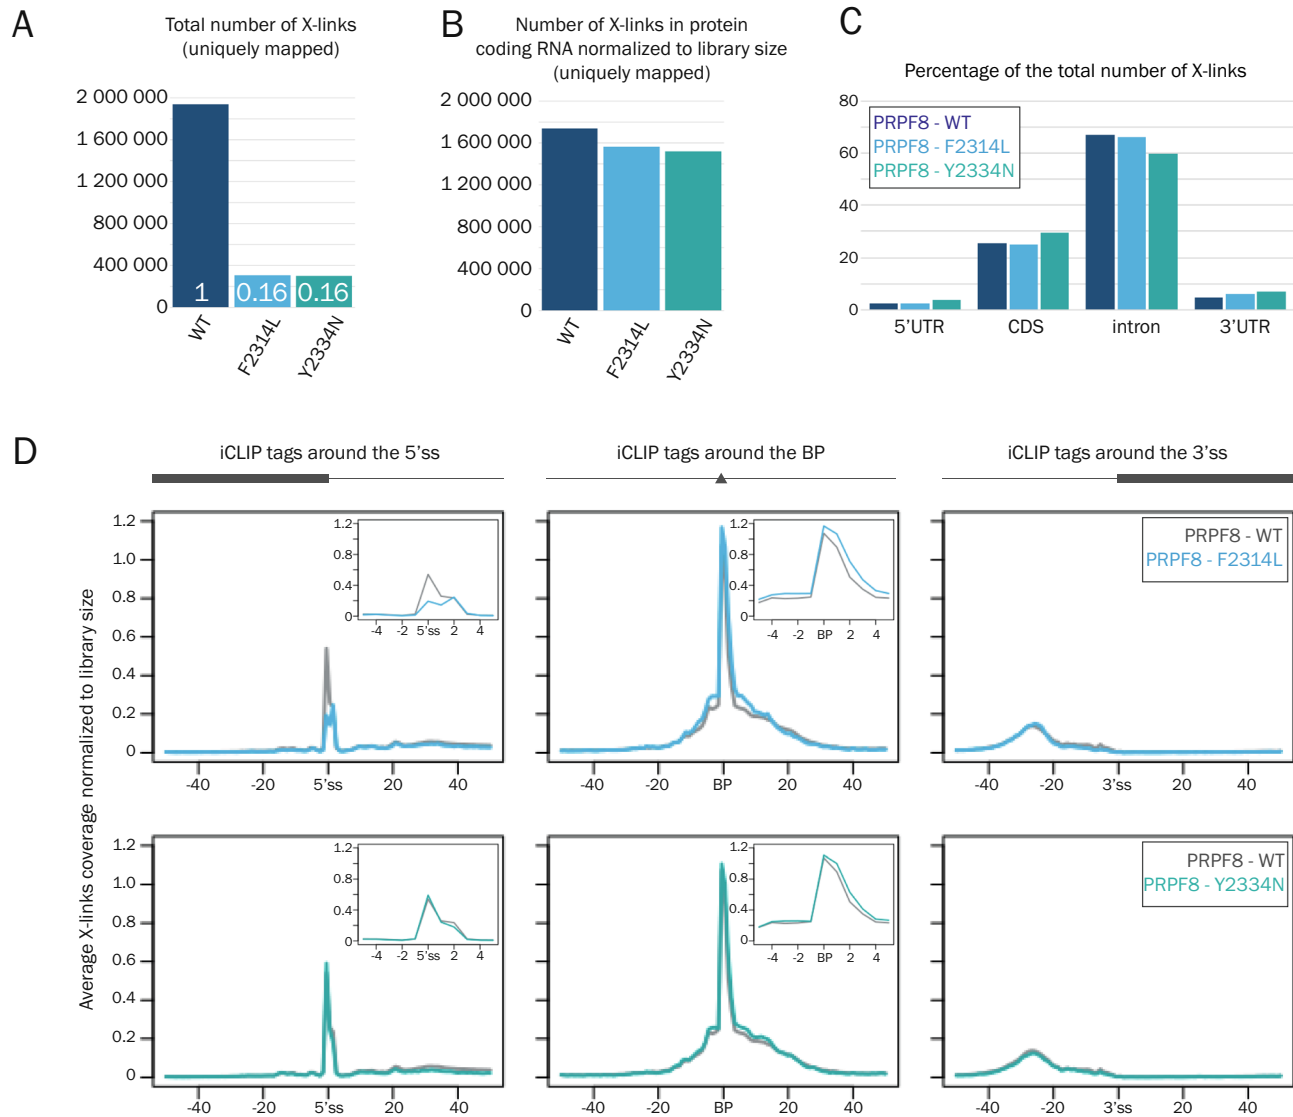 A
Total number of X-links
(uniquely mapped)
2 000 000
1 600 000
1 200 000
800 000
400 000
0
1
0.16
0.16
WT
F2314L
Y2334N
B
Number of X-links in protein
coding RNA normalized to library size
(uniquely mapped)
2 000 000
1 600 000
1 200 000
800 000
400 000
0
WT
F2314L
Y2334N
C
Percentage of the total number of X-links
80
60
40
20
0
PRPF8 - WT
PRPF8 - F2314L
PRPF8 - Y2334N
5'UTR
CDS
intron
3'UTR
D
Average X-links coverage normalized to library size
iCLIP tags around the 5'ss
1.2
1.0
0.8
0.6
0.4
0.2
0
-40
-20
5'ss
20
40
1.2
0.8
0.4
0
-4
-2
5'ss
2
4
iCLIP tags around the BP
-40
-20
BP
20
40
1.2
0.8
0.4
0
-4
-2
BP
2
4
iCLIP tags around the 3'ss
PRPF8 - WT
PRPF8 - F2314L
-40
-20
3'ss
20
40
1.2
1.0
0.8
0.6
0.4
0.2
0
-40
-20
5'ss
20
40
1.2
0.8
0.4
0
-4
-2
5'ss
2
4
-40
-20
BP
20
40
1.2
0.8
0.4
0
-4
-2
BP
2
4
PRPF8 - WT
PRPF8 - Y2334N
-40
-20
3'ss
20
40